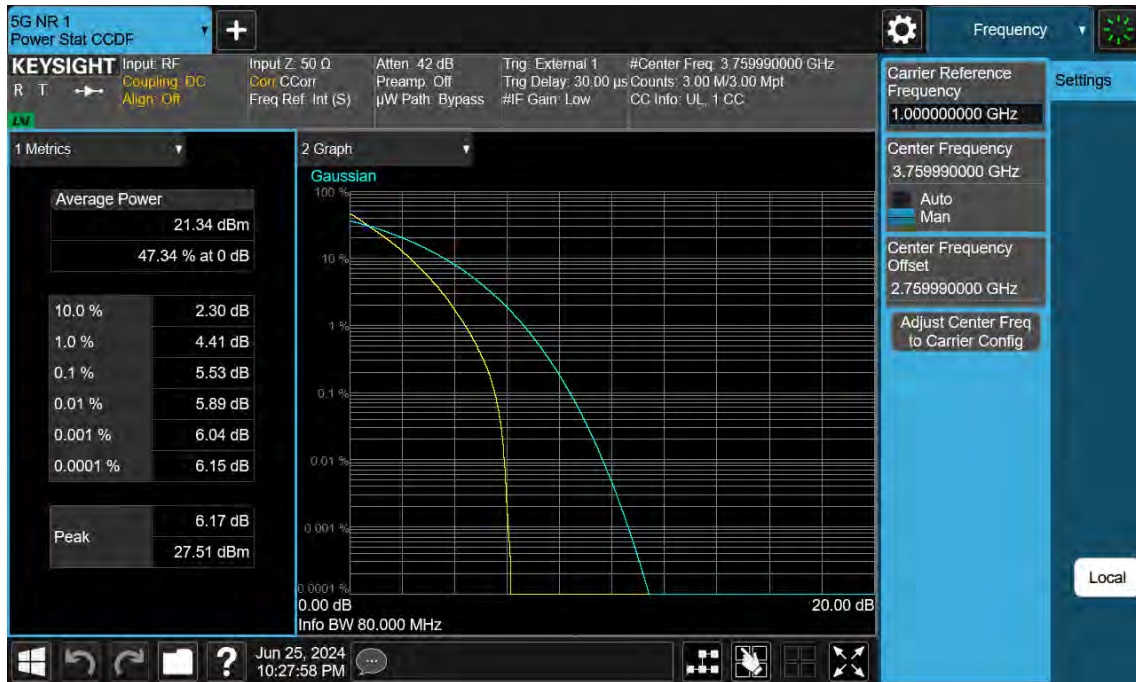 5G NR 1
Power Stat CCDF
+
Frequency
KEYSIGHT
R T
LXI
Input: RF
Coupling: DC
Align: Off
Input Z: 50 Ω
Corr CCorr
Freq Ref: Int (S)
Atten: 42 dB
Preamp: Off
µW Path: Bypass
Trig: External 1
Trig Delay: 30.00 µs
#IF Gain: Low
#Center Freq: 3.759990000 GHz
Counts: 3.00 M/3.00 Mpt
CC Info: UL, 1 CC
1 Metrics
Average Power
21.34 dBm
47.34 % at 0 dB
10.0 % 2.30 dB
1.0 % 4.41 dB
0.1 % 5.53 dB
0.01 % 5.89 dB
0.001 % 6.04 dB
0.0001 % 6.15 dB
Peak
6.17 dB
27.51 dBm
2 Graph
Gaussian
100 %
10 %
1 %
0.1 %
0.01 %
0.001 %
0.0001 %
0.00 dB 20.00 dB
Info BW 80.000 MHz
Carrier Reference
Frequency
1.000000000 GHz
Center Frequency
3.759990000 GHz
Auto
Man
Center Frequency
Offset
2.759990000 GHz
Adjust Center Freq
to Carrier Config
Settings
Local
?
Jun 25, 2024
10:27:58 PM